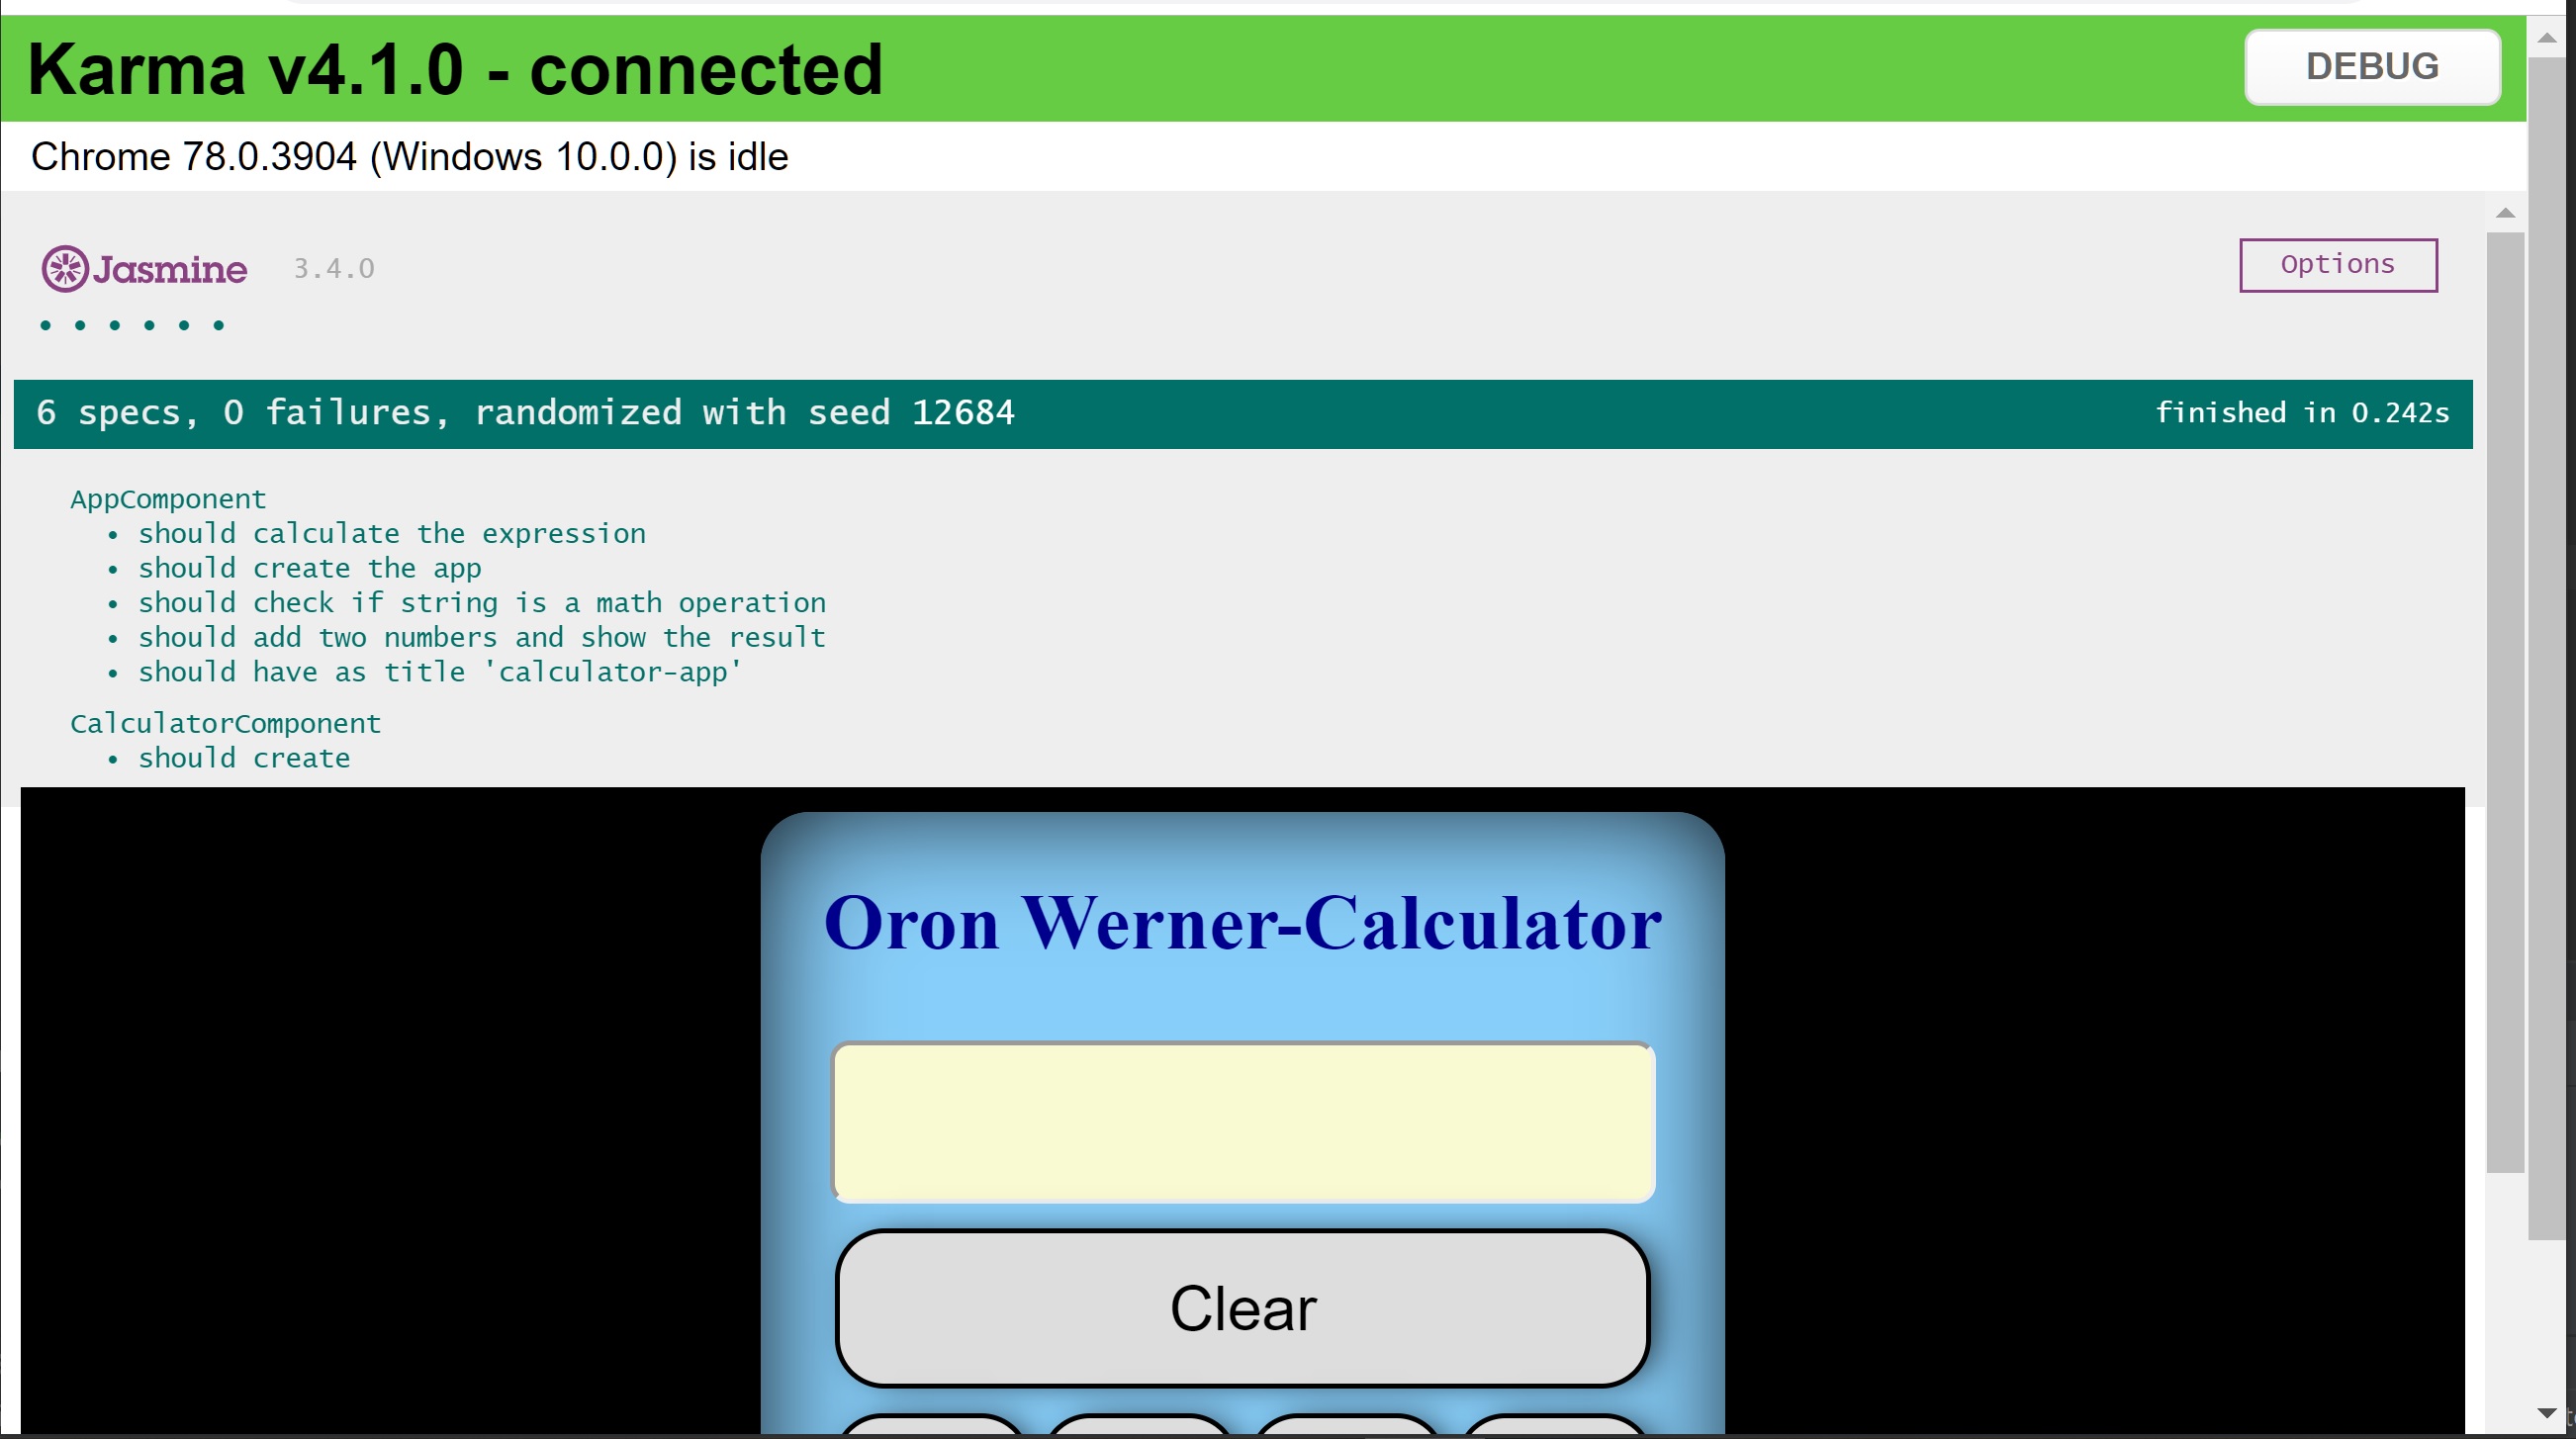 Karma v4.1.0 - connected
DEBUG
Chrome 78.0.3904 (Windows 10.0.0) is idle
Jasmine 3.4.0
Options
• • • • • •
6 specs, 0 failures, randomized with seed 12684
finished in 0.242s
AppComponent
• should calculate the expression
• should create the app
• should check if string is a math operation
• should add two numbers and show the result
• should have as title 'calculator-app'
CalculatorComponent
• should create
Oron Werner-Calculator
Clear